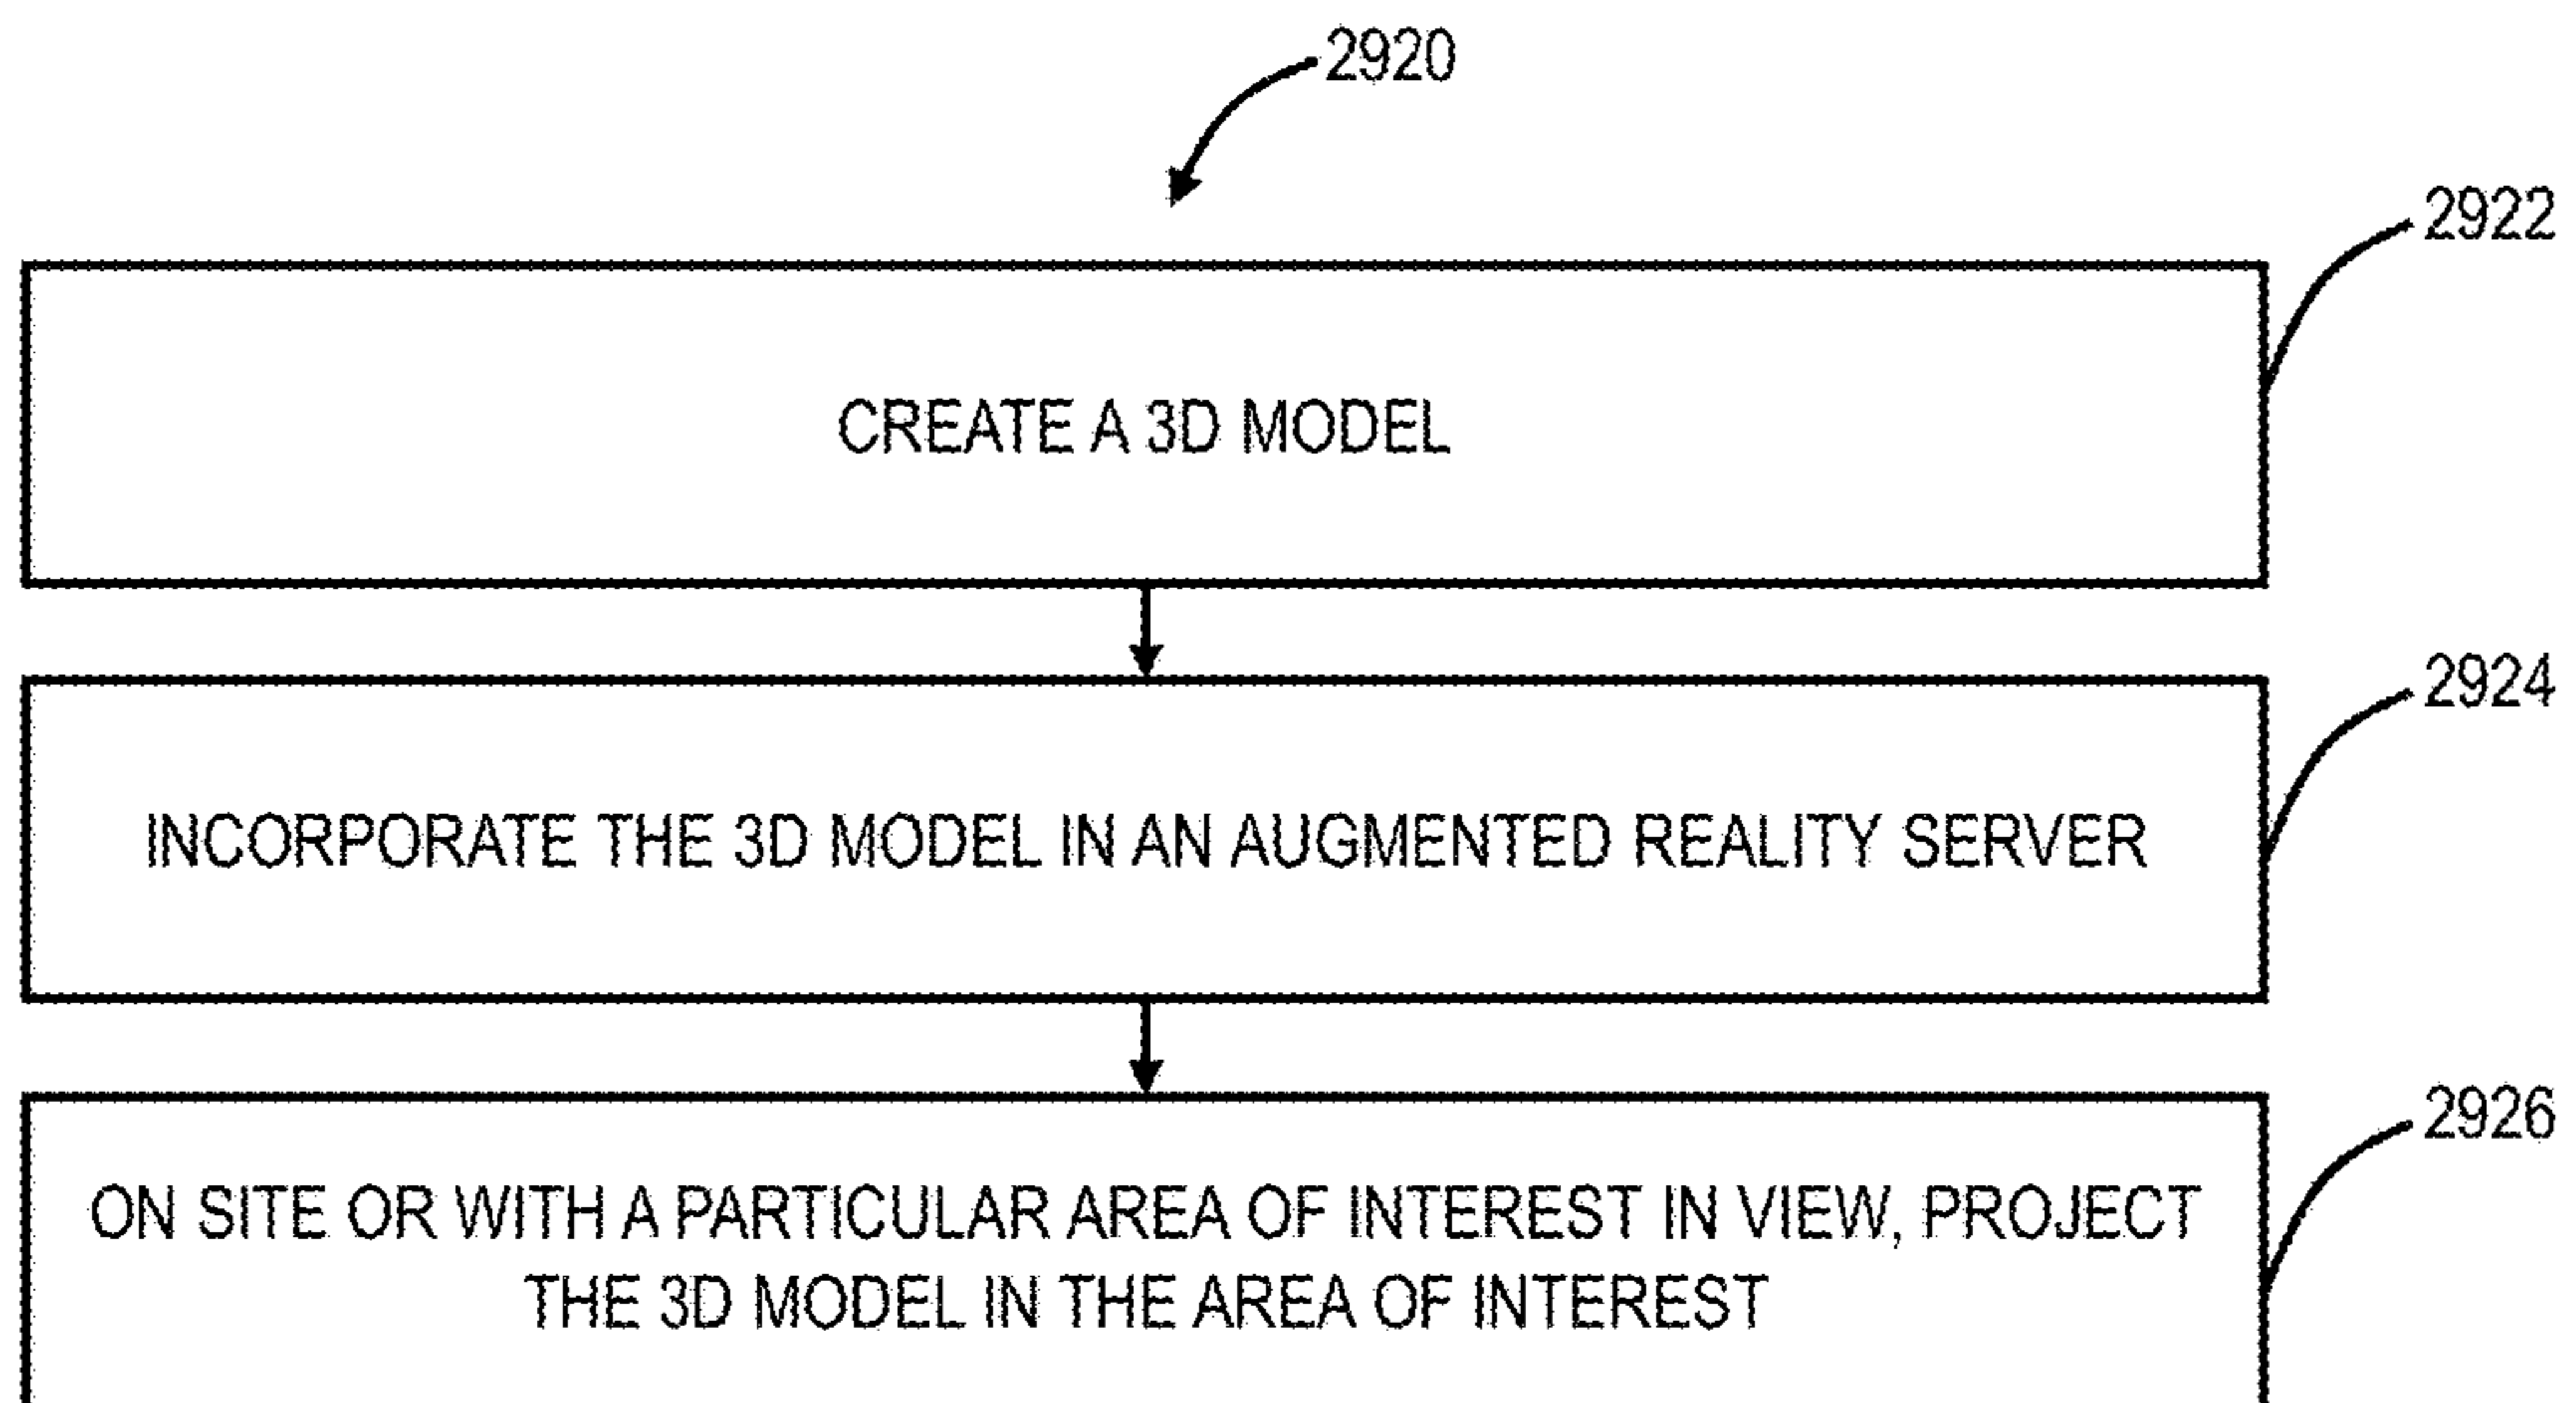 2920
2922
CREATE A 3D MODEL
2924
INCORPORATE THE 3D MODEL IN AN AUGMENTED REALITY SERVER
2926
ON SITE OR WITH A PARTICULAR AREA OF INTEREST IN VIEW, PROJECT
THE 3D MODEL IN THE AREA OF INTEREST